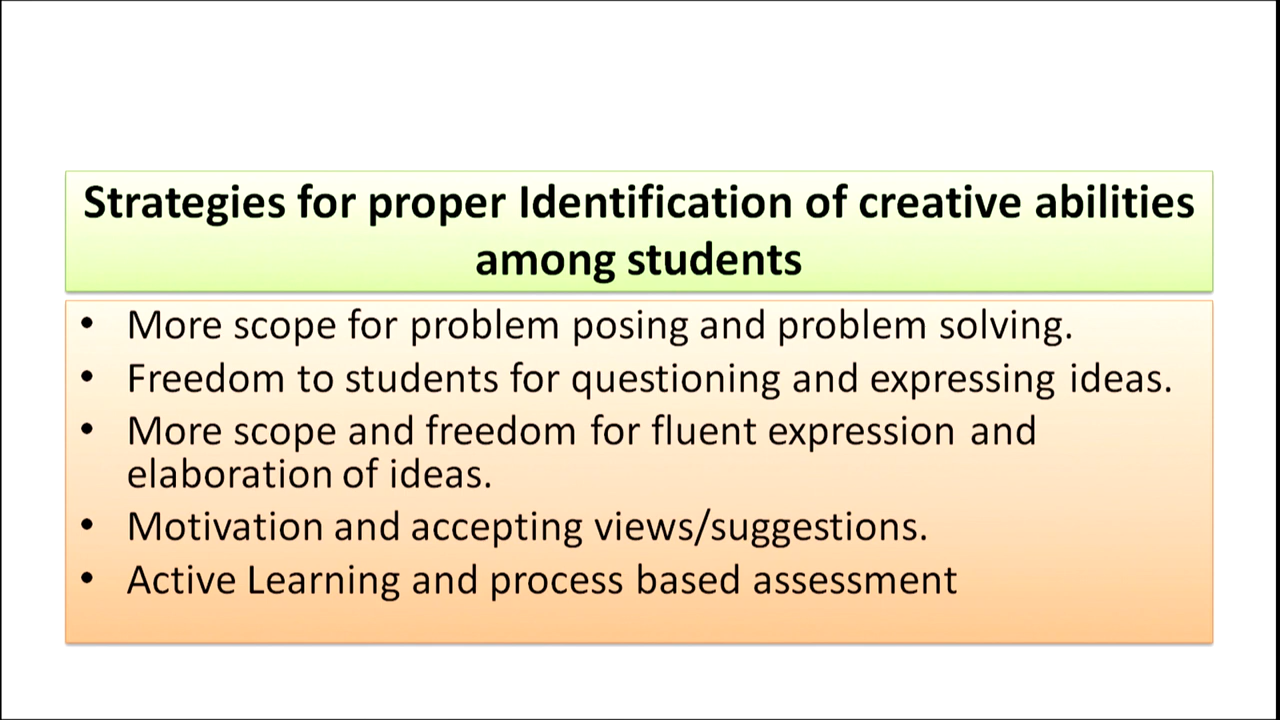 Strategies for proper Identification of creative abilities
among students
• More scope for problem posing and problem solving.
• Freedom to students for questioning and expressing ideas.
• More scope and freedom for fluent expression and
elaboration of ideas.
• Motivation and accepting views/suggestions.
• Active Learning and process based assessment